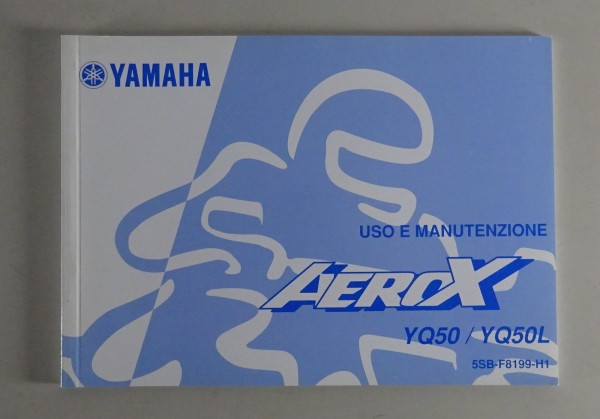 YAMAHA
USO E MANUTENZIONE
AEROX
YQ50 / YQ50L
5SB-F8199-H1